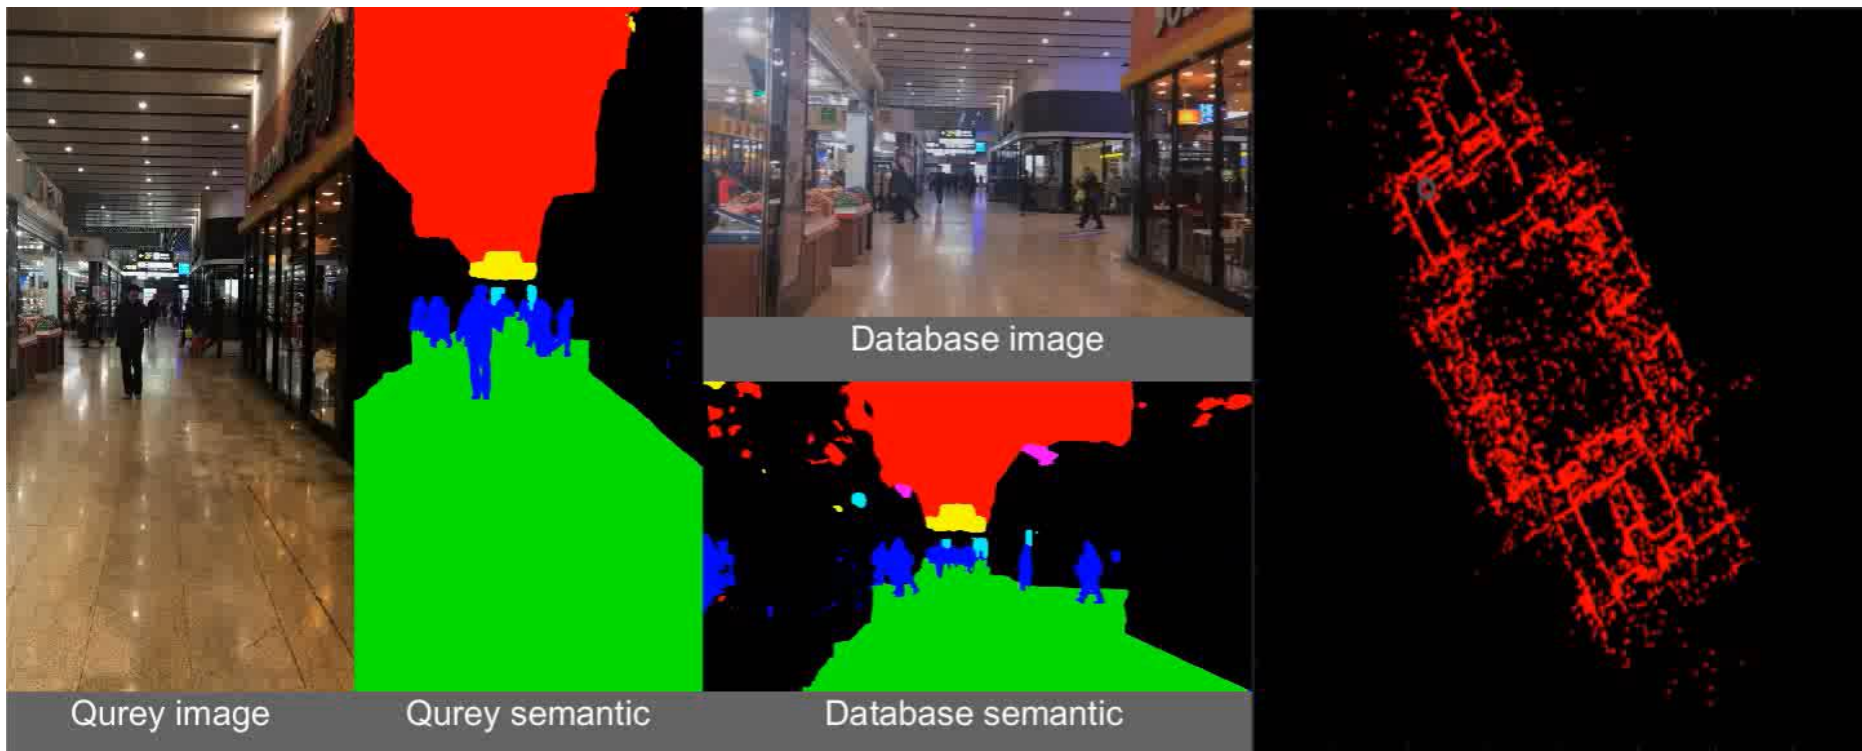 Database image
Qurey image
Qurey semantic
Database semantic